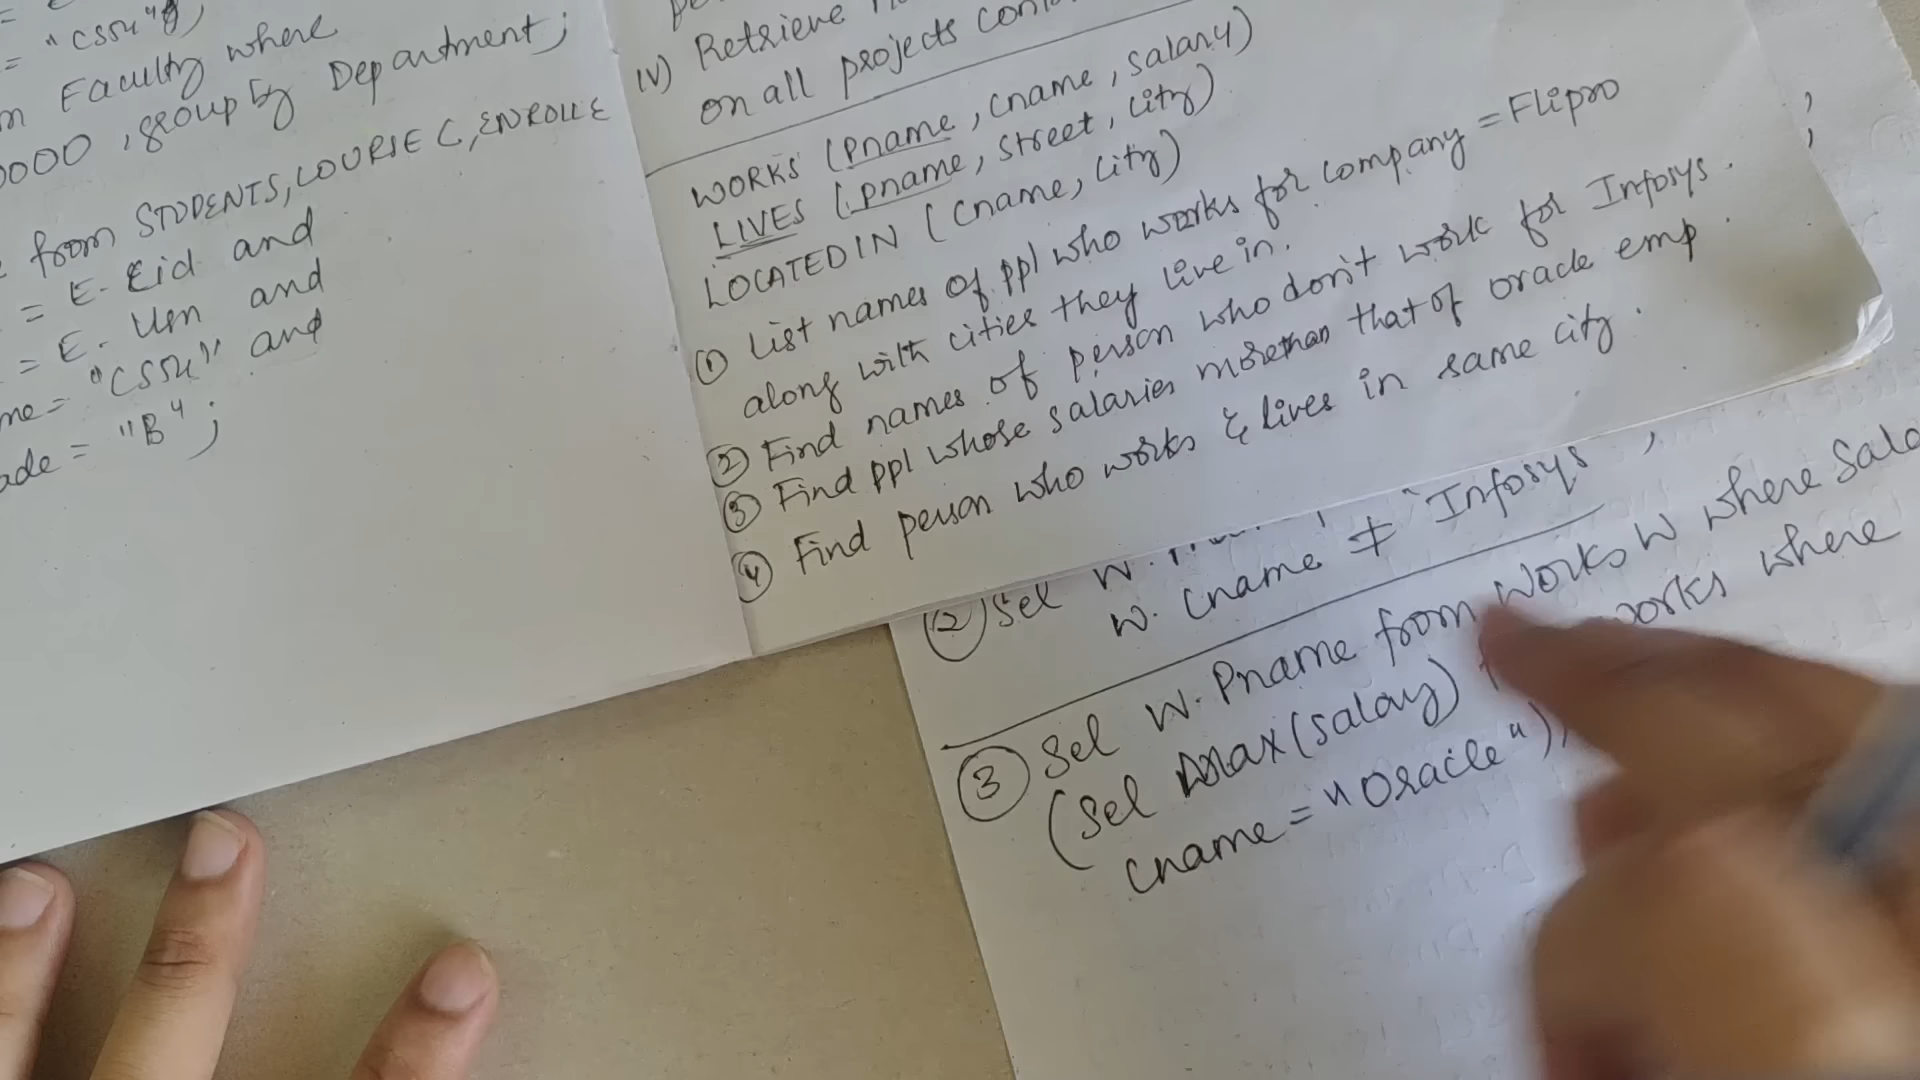 = "CS54"
Faculty where
0000, group by Department;
from STUDENTS, COURSE C, ENROLLE
= E. Eid and
= E. Usn and
me= "CS54" and
ade = "B";
IV) Retrieve
on all projects
WORKS (Pname, Cname, salary)
LIVES (Pname, Street, City)
LOCATED IN (Cname, City)
① List names of ppl who works for company = Flipro
along with cities they live in.
② Find names of person who don't work for Infosys.
③ Find ppl whose salaries more than that of oracle emp.
④ Find person who works & lives in same city.
② Sel W.
W. Cname ≠ "Infosys"
③ Sel W. Pname from Works W where Sala
(Sel Max(Salary) works where
Cname = "Oracle")